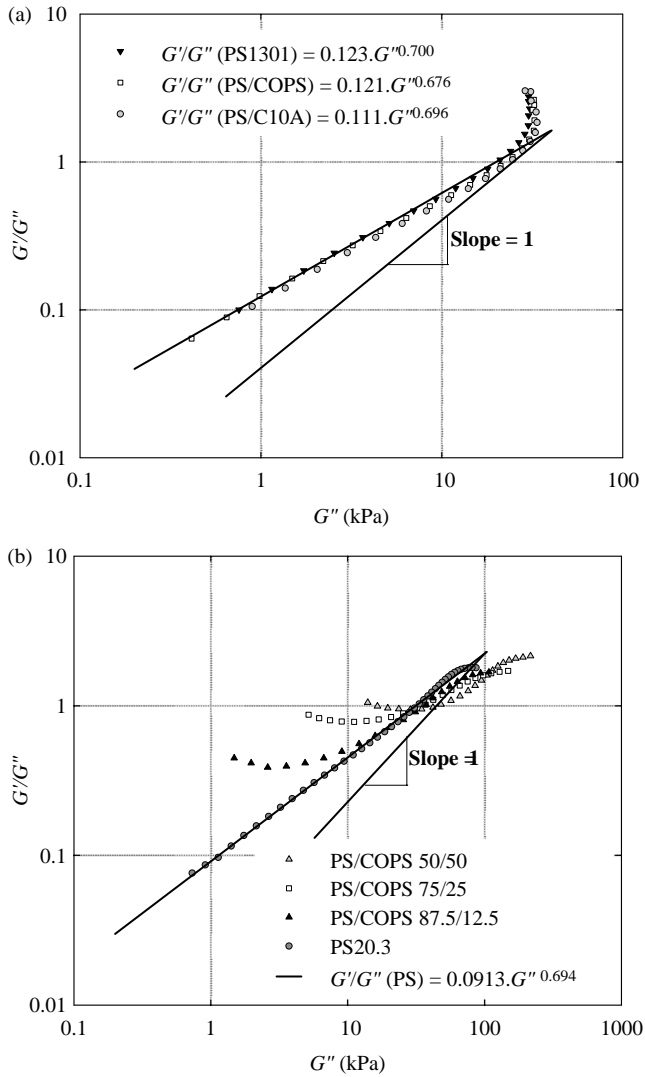 (a)
10
G′/G″ (PS1301) = 0.123.G″0.700
G′/G″ (PS/COPS) = 0.121.G″0.676
G′/G″ (PS/C10A) = 0.111.G″0.696
1
G′/G″
Slope = 1
0.1
0.01
0.1 1 10 100
G″ (kPa)
(b)
10
1
G′/G″
Slope = 1
0.1
PS/COPS 50/50
PS/COPS 75/25
PS/COPS 87.5/12.5
PS20.3
G′/G″ (PS) = 0.0913.G″ 0.694
0.01
0.1 1 10 100 1000
G″ (kPa)